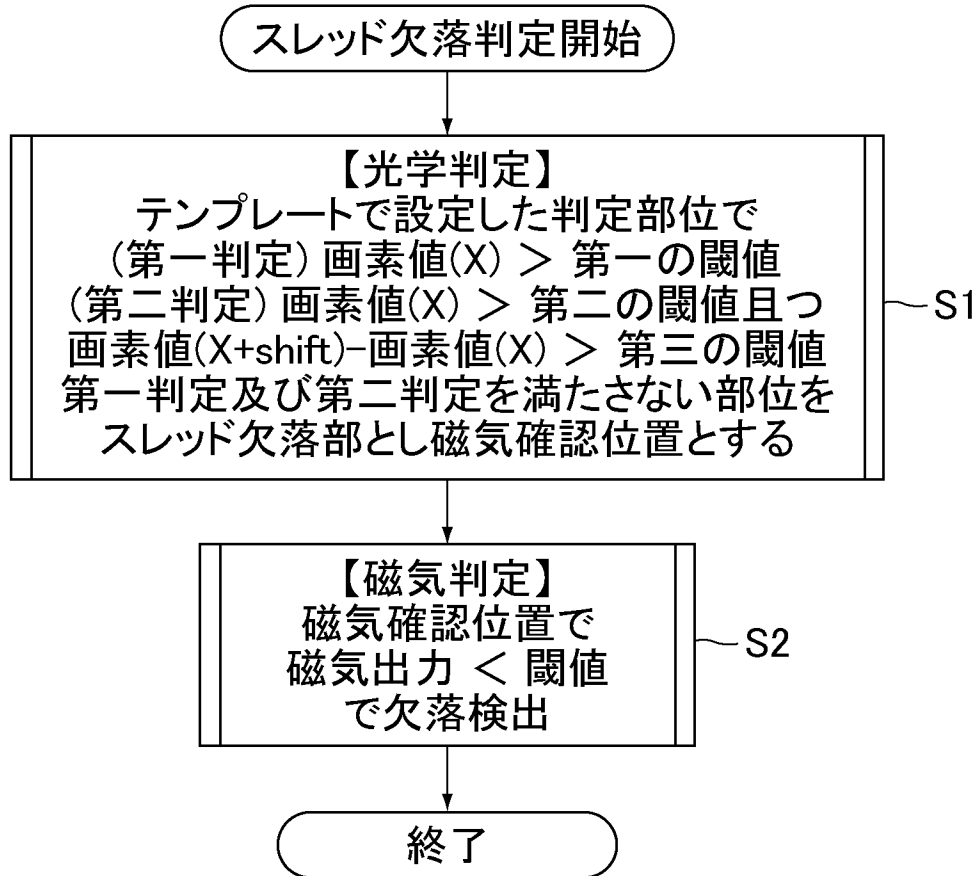 スレッド欠落判定開始
【光学判定】
テンプレートで設定した判定部位で
(第一判定) 画素値(X) ＞ 第一の閾値
(第二判定) 画素値(X) ＞ 第二の閾値且つ
画素値(X+shift)-画素値(X) ＞ 第三の閾値
第一判定及び第二判定を満たさない部位を
スレッド欠落部とし磁気確認位置とする
S1
【磁気判定】
磁気確認位置で
磁気出力 ＜ 閾値
で欠落検出
S2
終了